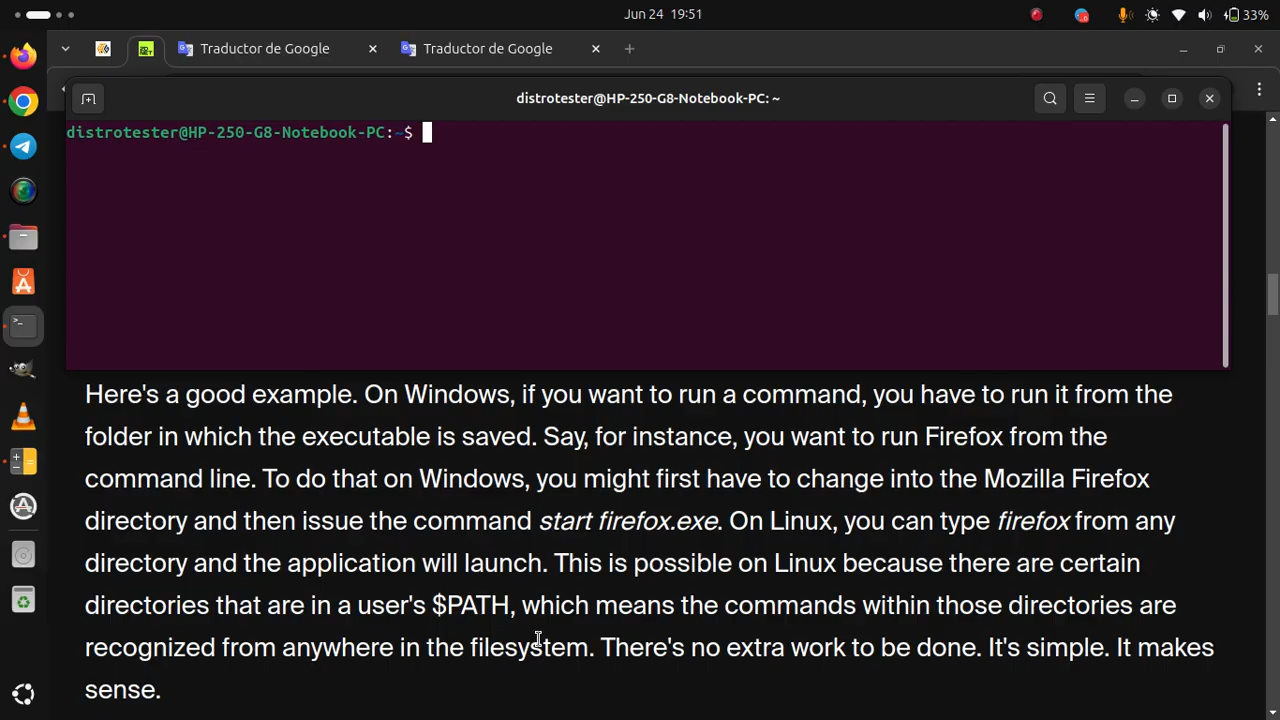 Jun 24 19:51
33%
Traductor de Google
Traductor de Google
distrotester@HP-250-G8-Notebook-PC: ~
distrotester@HP-250-G8-Notebook-PC:~$
Here's a good example. On Windows, if you want to run a command, you have to run it from the
folder in which the executable is saved. Say, for instance, you want to run Firefox from the
command line. To do that on Windows, you might first have to change into the Mozilla Firefox
directory and then issue the command start firefox.exe. On Linux, you can type firefox from any
directory and the application will launch. This is possible on Linux because there are certain
directories that are in a user's $PATH, which means the commands within those directories are
recognized from anywhere in the filesystem. There's no extra work to be done. It's simple. It makes
sense.